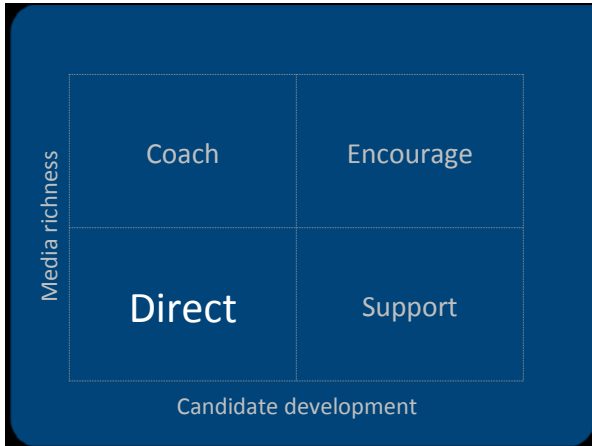 Media richness
Coach
Encourage
Direct
Support
Candidate development